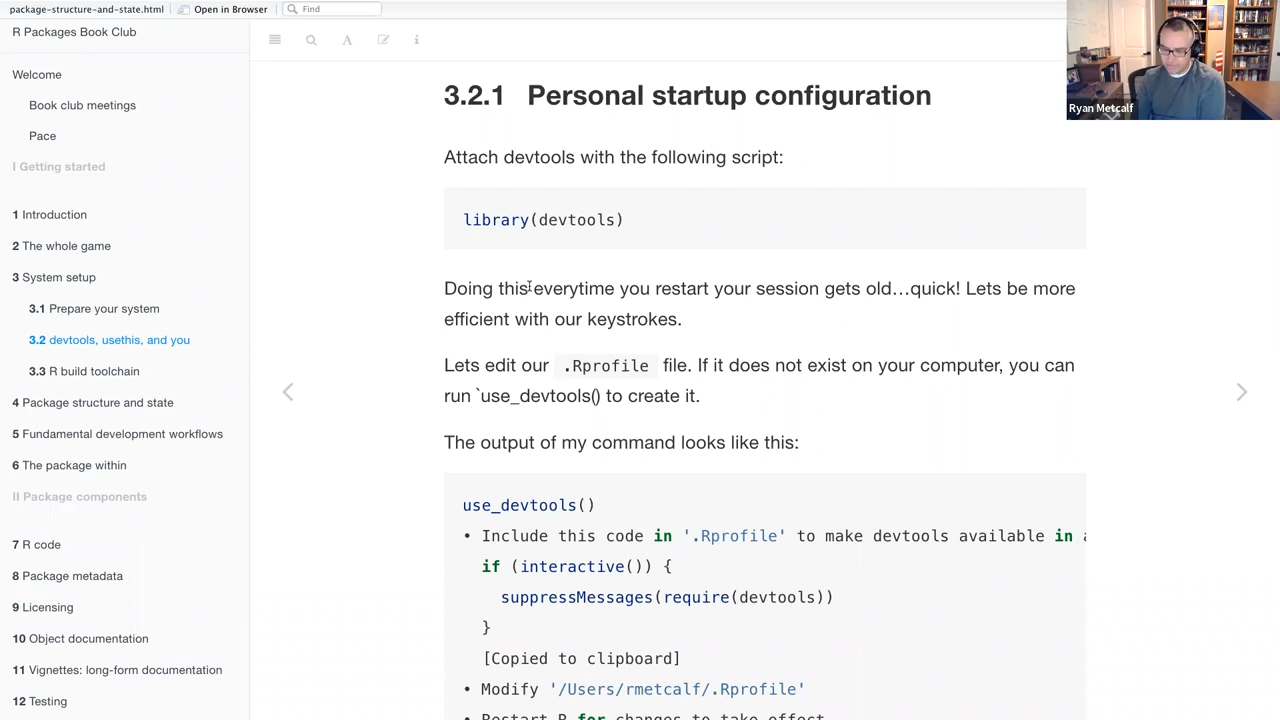 package-structure-and-state.html | Open in Browser Find
R Packages Book Club
Welcome
Book club meetings
Pace
I Getting started
1 Introduction
2 The whole game
3 System setup
3.1 Prepare your system
3.2 devtools, usethis, and you
3.3 R build toolchain
4 Package structure and state
5 Fundamental development workflows
6 The package within
II Package components
7 R code
8 Package metadata
9 Licensing
10 Object documentation
11 Vignettes: long-form documentation
12 Testing
A i
3.2.1 Personal startup configuration
Attach devtools with the following script:
library(devtools)
Doing this everytime you restart your session gets old…quick! Lets be more
efficient with our keystrokes.
Lets edit our .Rprofile file. If it does not exist on your computer, you can
run `use_devtools() to create it.
The output of my command looks like this:
use_devtools()
• Include this code in '.Rprofile' to make devtools available in a
if (interactive()) {
suppressMessages(require(devtools))
}
[Copied to clipboard]
• Modify '/Users/rmetcalf/.Rprofile'
• Restart R for changes to take effect
Ryan Metcalf